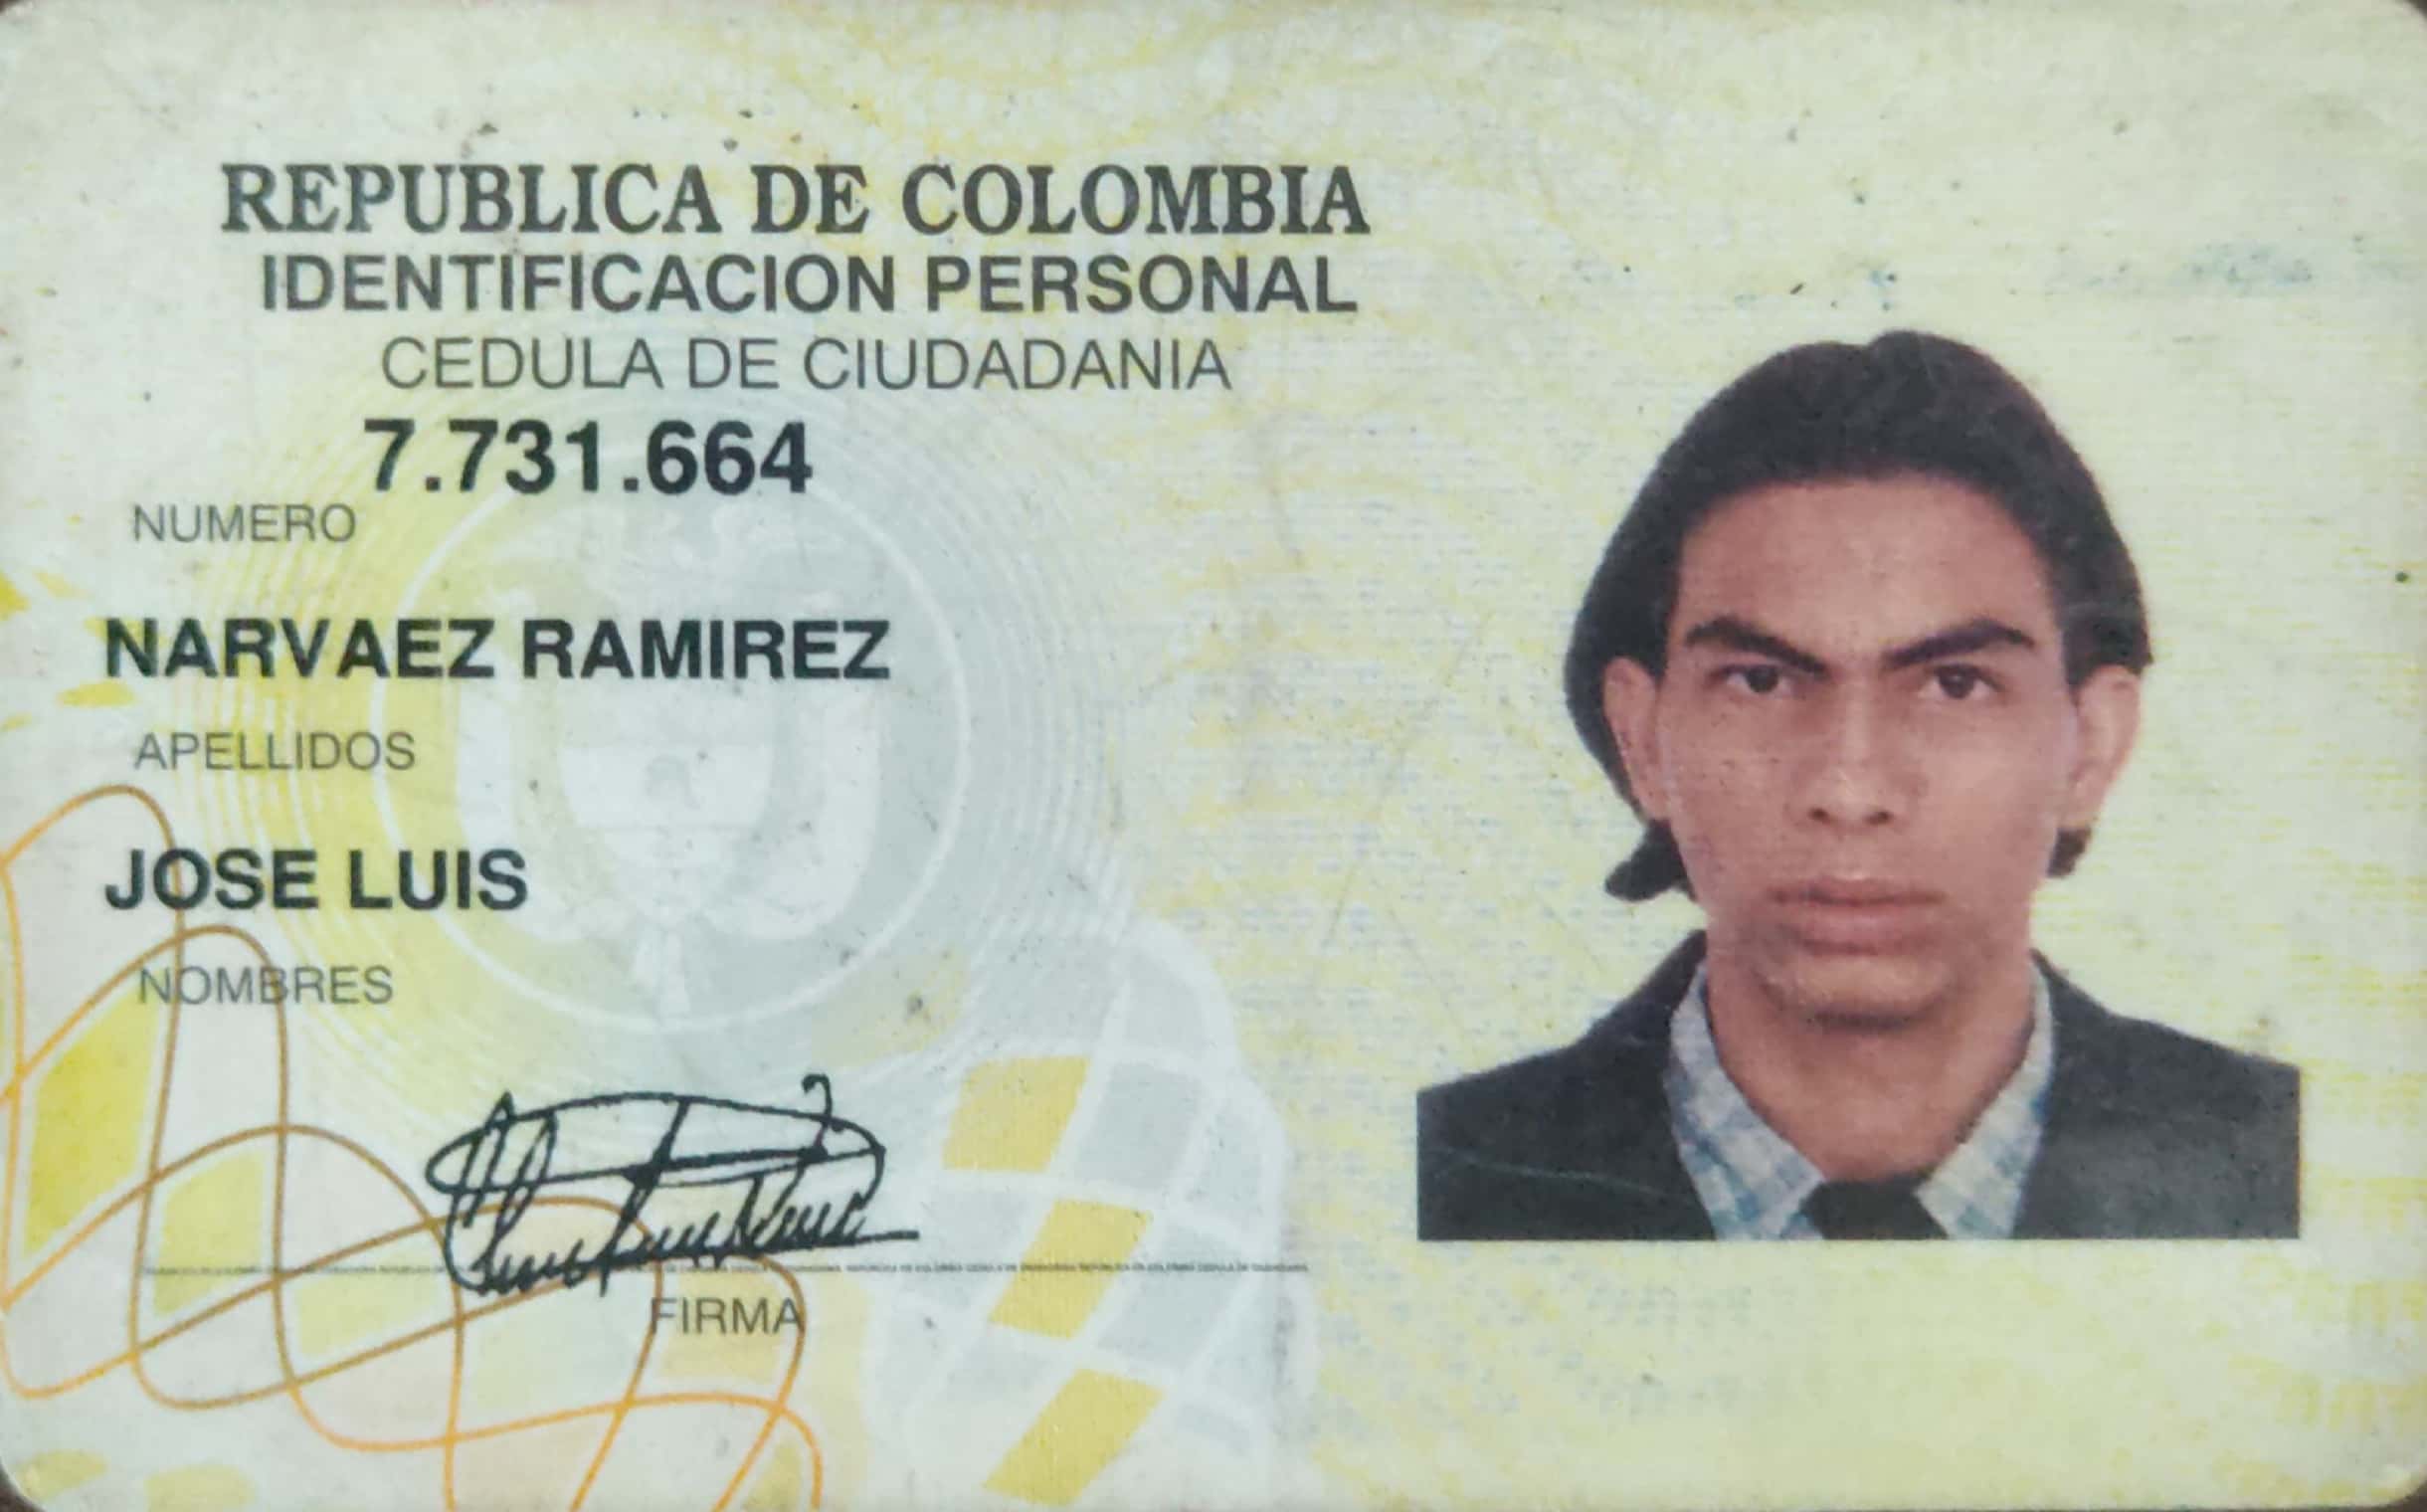 REPUBLICA DE COLOMBIA
IDENTIFICACION PERSONAL
CEDULA DE CIUDADANIA
7.731.664
NUMERO
NARVAEZ RAMIREZ
APELLIDOS
JOSE LUIS
NOMBRES
FIRMA